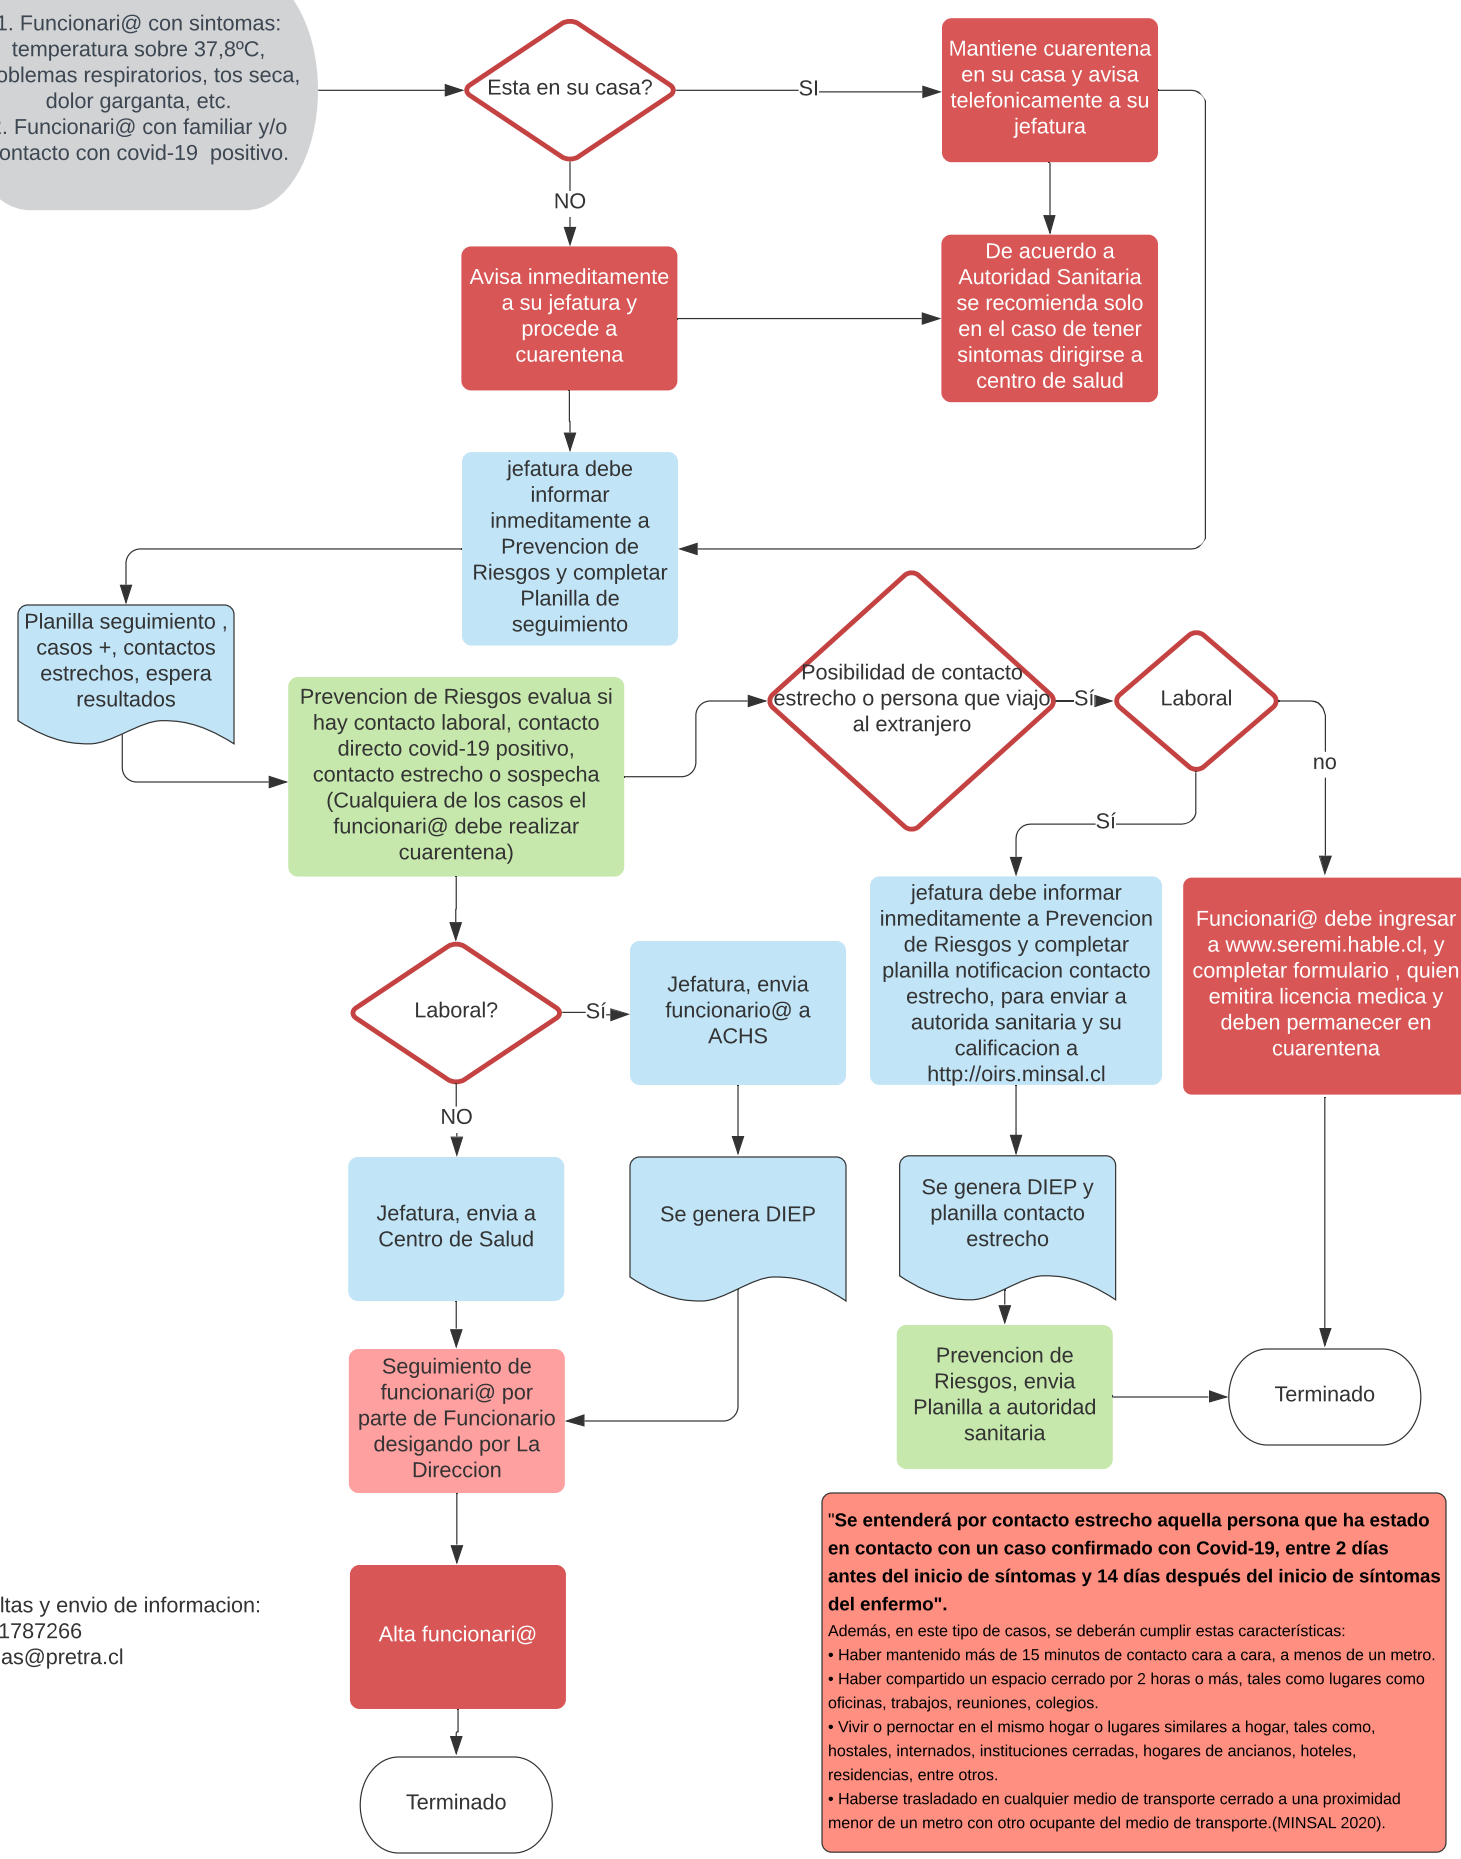 1. Funcionari@ con sintomas:
temperatura sobre 37,8ºC,
oblemas respiratorios, tos seca,
dolor garganta, etc.
. Funcionari@ con familiar y/o
ontacto con covid-19 positivo.
Esta en su casa?
SI
Mantiene cuarentena
en su casa y avisa
telefonicamente a su
jefatura
NO
Avisa inmeditamente
a su jefatura y
procede a
cuarentena
De acuerdo a
Autoridad Sanitaria
se recomienda solo
en el caso de tener
sintomas dirigirse a
centro de salud
jefatura debe
informar
inmeditamente a
Prevencion de
Riesgos y completar
Planilla de
seguimiento
Planilla seguimiento ,
casos +, contactos
estrechos, espera
resultados
Prevencion de Riesgos evalua si
hay contacto laboral, contacto
directo covid-19 positivo,
contacto estrecho o sospecha
(Cualquiera de los casos el
funcionari@ debe realizar
cuarentena)
Posibilidad de contacto
estrecho o persona que viajo
al extranjero
Sí
Laboral
no
Sí
jefatura debe informar
inmeditamente a Prevencion
de Riesgos y completar
planilla notificacion contacto
estrecho, para enviar a
autorida sanitaria y su
calificacion a
http://oirs.minsal.cl
Funcionari@ debe ingresar
a www.seremi.hable.cl, y
completar formulario , quien
emitira licencia medica y
deben permanecer en
cuarentena
Laboral?
Sí
Jefatura, envia
funcionario@ a
ACHS
NO
Jefatura, envia a
Centro de Salud
Se genera DIEP
Se genera DIEP y
planilla contacto
estrecho
Seguimiento de
funcionari@ por
parte de Funcionario
desigando por La
Direccion
Prevencion de
Riesgos, envia
Planilla a autoridad
sanitaria
Terminado
Alta funcionari@
Terminado
ltas y envio de informacion:
1787266
as@pretra.cl
"Se entenderá por contacto estrecho aquella persona que ha estado
en contacto con un caso confirmado con Covid-19, entre 2 días
antes del inicio de síntomas y 14 días después del inicio de síntomas
del enfermo".
Además, en este tipo de casos, se deberán cumplir estas características:
• Haber mantenido más de 15 minutos de contacto cara a cara, a menos de un metro.
• Haber compartido un espacio cerrado por 2 horas o más, tales como lugares como
oficinas, trabajos, reuniones, colegios.
• Vivir o pernoctar en el mismo hogar o lugares similares a hogar, tales como,
hostales, internados, instituciones cerradas, hogares de ancianos, hoteles,
residencias, entre otros.
• Haberse trasladado en cualquier medio de transporte cerrado a una proximidad
menor de un metro con otro ocupante del medio de transporte.(MINSAL 2020).